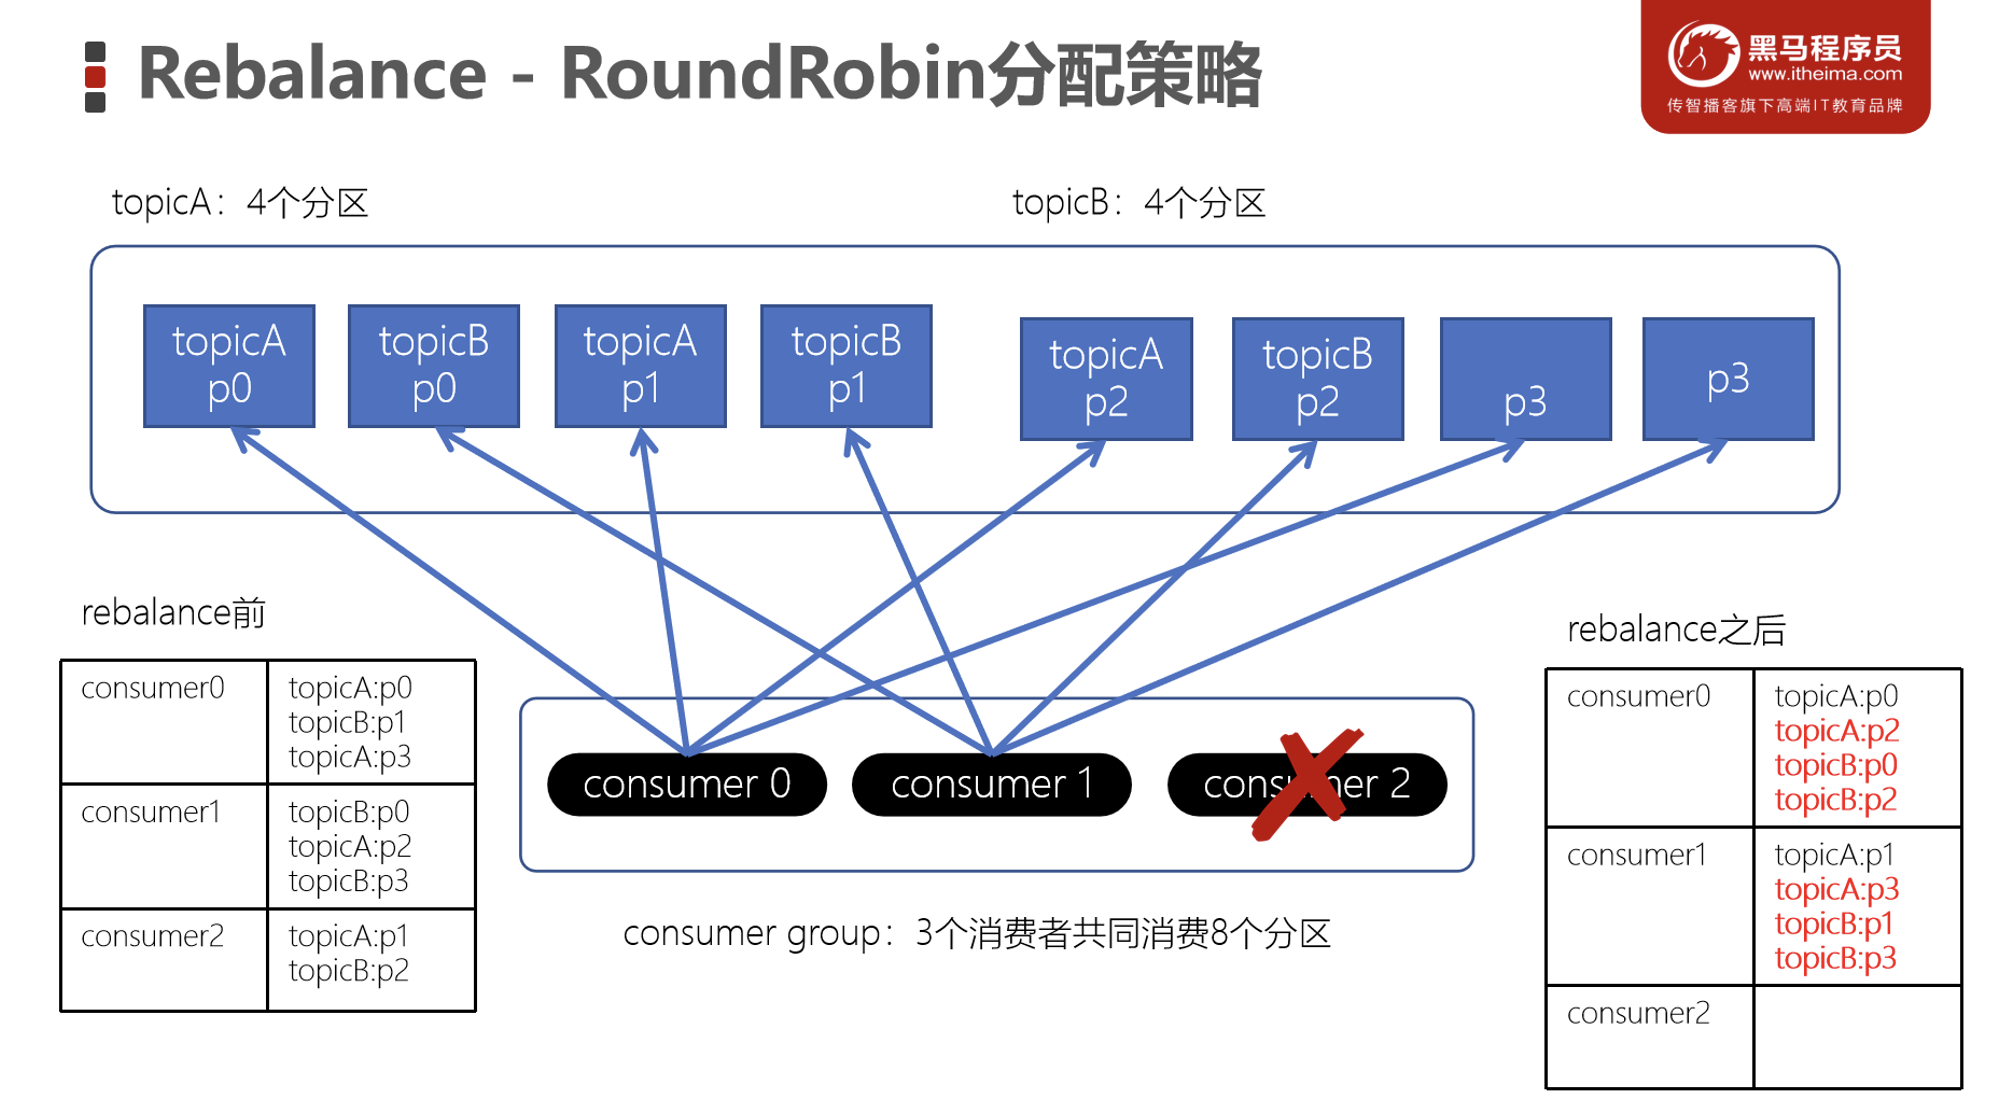 Rebalance - RoundRobin分配策略
黑马程序员
www.itheima.com
传智播客旗下高端IT教育品牌
topicA：4个分区
topicB：4个分区
topicA
p0
topicB
p0
topicA
p1
topicB
p1
topicA
p2
topicB
p2
p3
p3
rebalance前
consumer0
topicA:p0
topicB:p1
topicA:p3
consumer1
topicB:p0
topicA:p2
topicB:p3
consumer2
topicA:p1
topicB:p2
consumer 0
consumer 1
consumer 2
consumer group：3个消费者共同消费8个分区
rebalance之后
consumer0
topicA:p0
topicA:p2
topicB:p0
topicB:p2
consumer1
topicA:p1
topicA:p3
topicB:p1
topicB:p3
consumer2